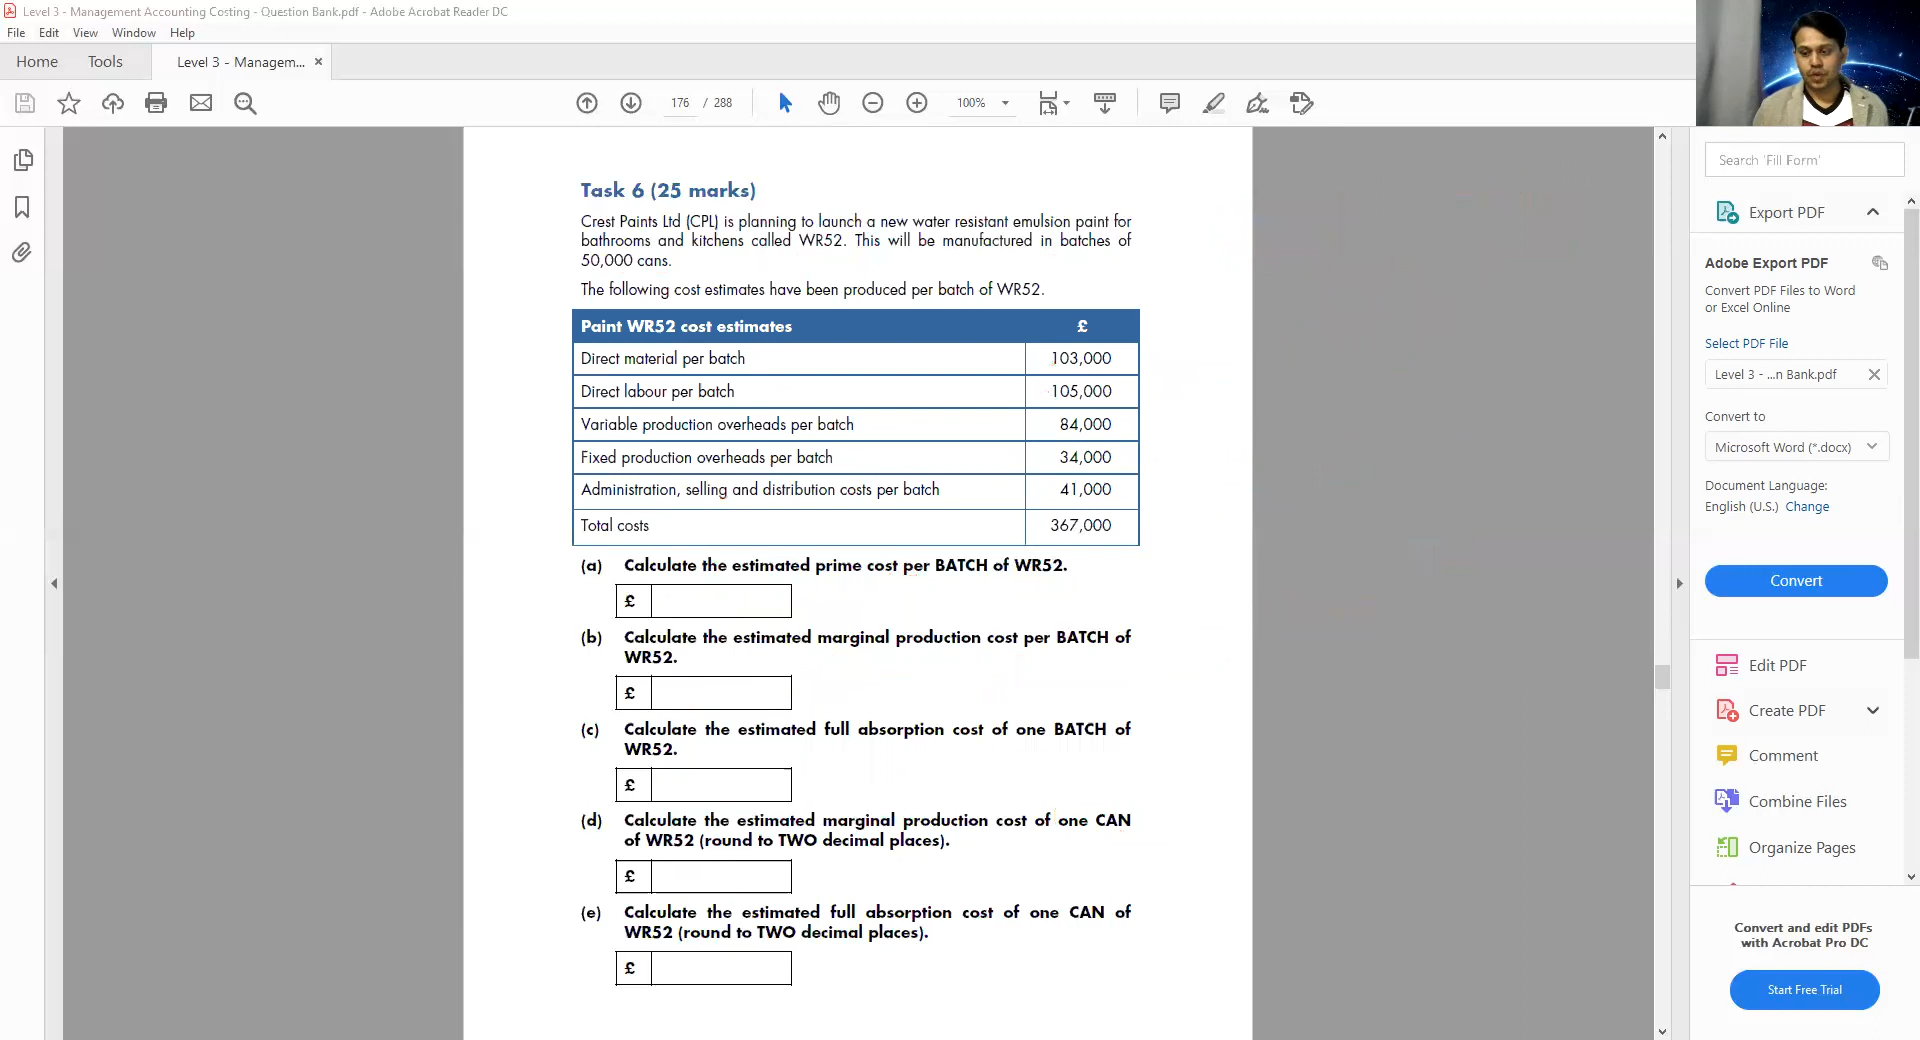 Level 3 - Management Accounting Costing - Question Bank.pdf - Adobe Acrobat Reader DC
File Edit View Window Help
Home Tools Level 3 - Managem... ×
176 / 288 100%
Search 'Fill Form'
Export PDF
Adobe Export PDF
Convert PDF Files to Word
or Excel Online
Select PDF File
Level 3 - ...n Bank.pdf
Convert to
Microsoft Word (*.docx)
Document Language:
English (U.S.) Change
Convert
Edit PDF
Create PDF
Comment
Combine Files
Organize Pages
Convert and edit PDFs
with Acrobat Pro DC
Start Free Trial
Task 6 (25 marks)
Crest Paints Ltd (CPL) is planning to launch a new water resistant emulsion paint for
bathrooms and kitchens called WR52. This will be manufactured in batches of
50,000 cans.
The following cost estimates have been produced per batch of WR52.
Paint WR52 cost estimates £
Direct material per batch 103,000
Direct labour per batch 105,000
Variable production overheads per batch 84,000
Fixed production overheads per batch 34,000
Administration, selling and distribution costs per batch 41,000
Total costs 367,000
(a) Calculate the estimated prime cost per BATCH of WR52.
£
(b) Calculate the estimated marginal production cost per BATCH of
WR52.
£
(c) Calculate the estimated full absorption cost of one BATCH of
WR52.
£
(d) Calculate the estimated marginal production cost of one CAN
of WR52 (round to TWO decimal places).
£
(e) Calculate the estimated full absorption cost of one CAN of
WR52 (round to TWO decimal places).
£